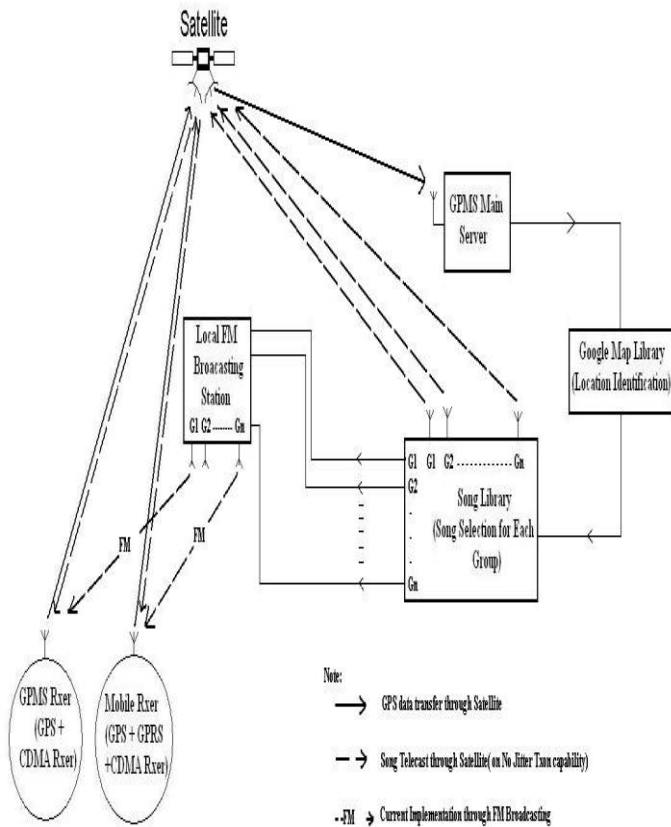 Satellite
GPMS Main
Server
Local FM
Brocasting
Station
G1 G2 ------- Gn
Google Map Library
(Location Identification)
G1 G1 G2 -------------- Gn
G2
Song Library
(Song Selection for Each
Group)
Gn
FM
FM
GPMS Rxer
(GPS +
CDMA Rxer)
Mobile Rxer
(GPS + GPRS
+CDMA Rxer)
Note:
GPS data transfer through Satellite
Song Telecast through Satellite( on No Jitter Txon capability)
--FM Current Implementation through FM Broadcasting